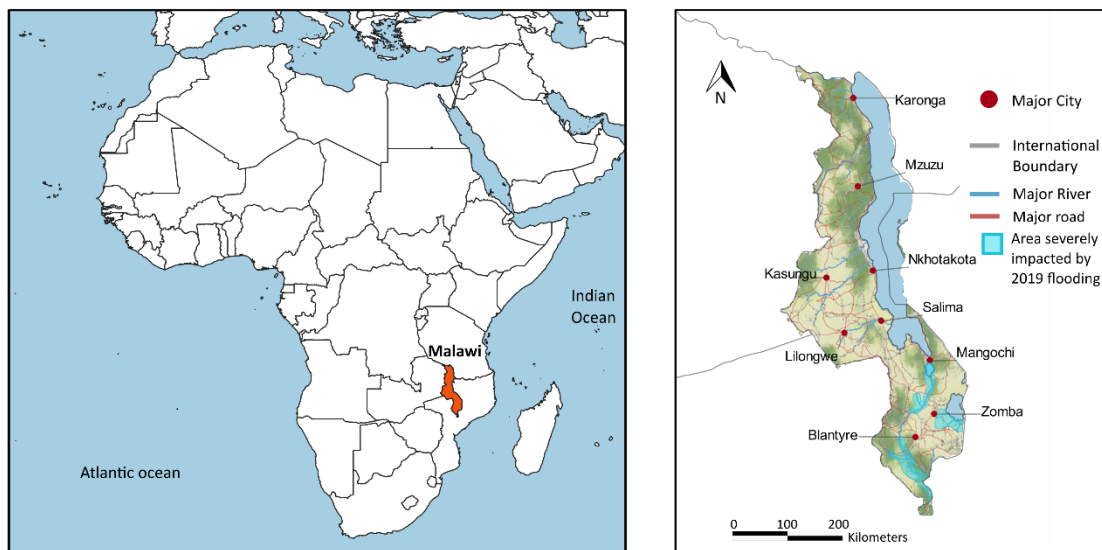 Indian
Ocean
Malawi
Atlantic ocean
N
Karonga
Mzuzu
Nkhotakota
Kasungu
Salima
Lilongwe
Mangochi
Zomba
Blantyre
Major City
International
Boundary
Major River
Major road
Area severely
impacted by
2019 flooding
0 100 200
Kilometers